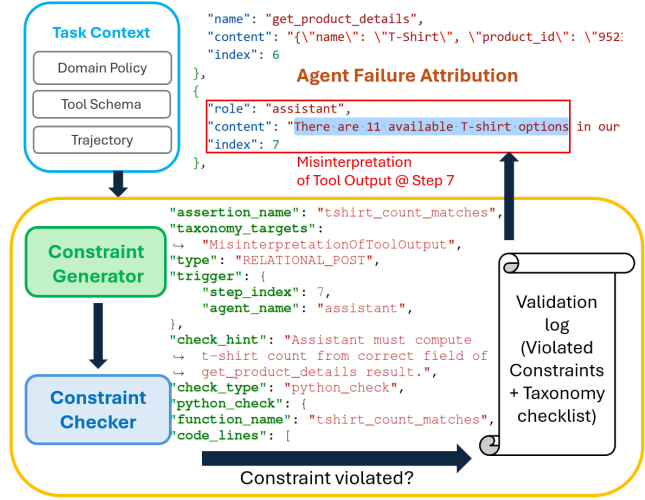 Task Context
Domain Policy
Tool Schema
Trajectory
"name": "get_product_details",
"content": "{\"name\": \"T-Shirt\", \"product_id\": \"952
"index": 6
},
Agent Failure Attribution
{
"role": "assistant",
"content": "There are 11 available T-shirt options in our
"index": 7
},
Misinterpretation
of Tool Output @ Step 7
Constraint
Generator
Constraint
Checker
"assertion_name": "tshirt_count_matches",
"taxonomy_targets":
↪ "MisinterpretationOfToolOutput",
"type": "RELATIONAL_POST",
"trigger": {
"step_index": 7,
"agent_name": "assistant",
},
"check_hint": "Assistant must compute
↪ t-shirt count from correct field of
↪ get_product_details result.",
"check_type": "python_check",
"python_check": {
"function_name": "tshirt_count_matches",
"code_lines": [
Constraint violated?
Validation
log
(Violated
Constraints
+ Taxonomy
checklist)